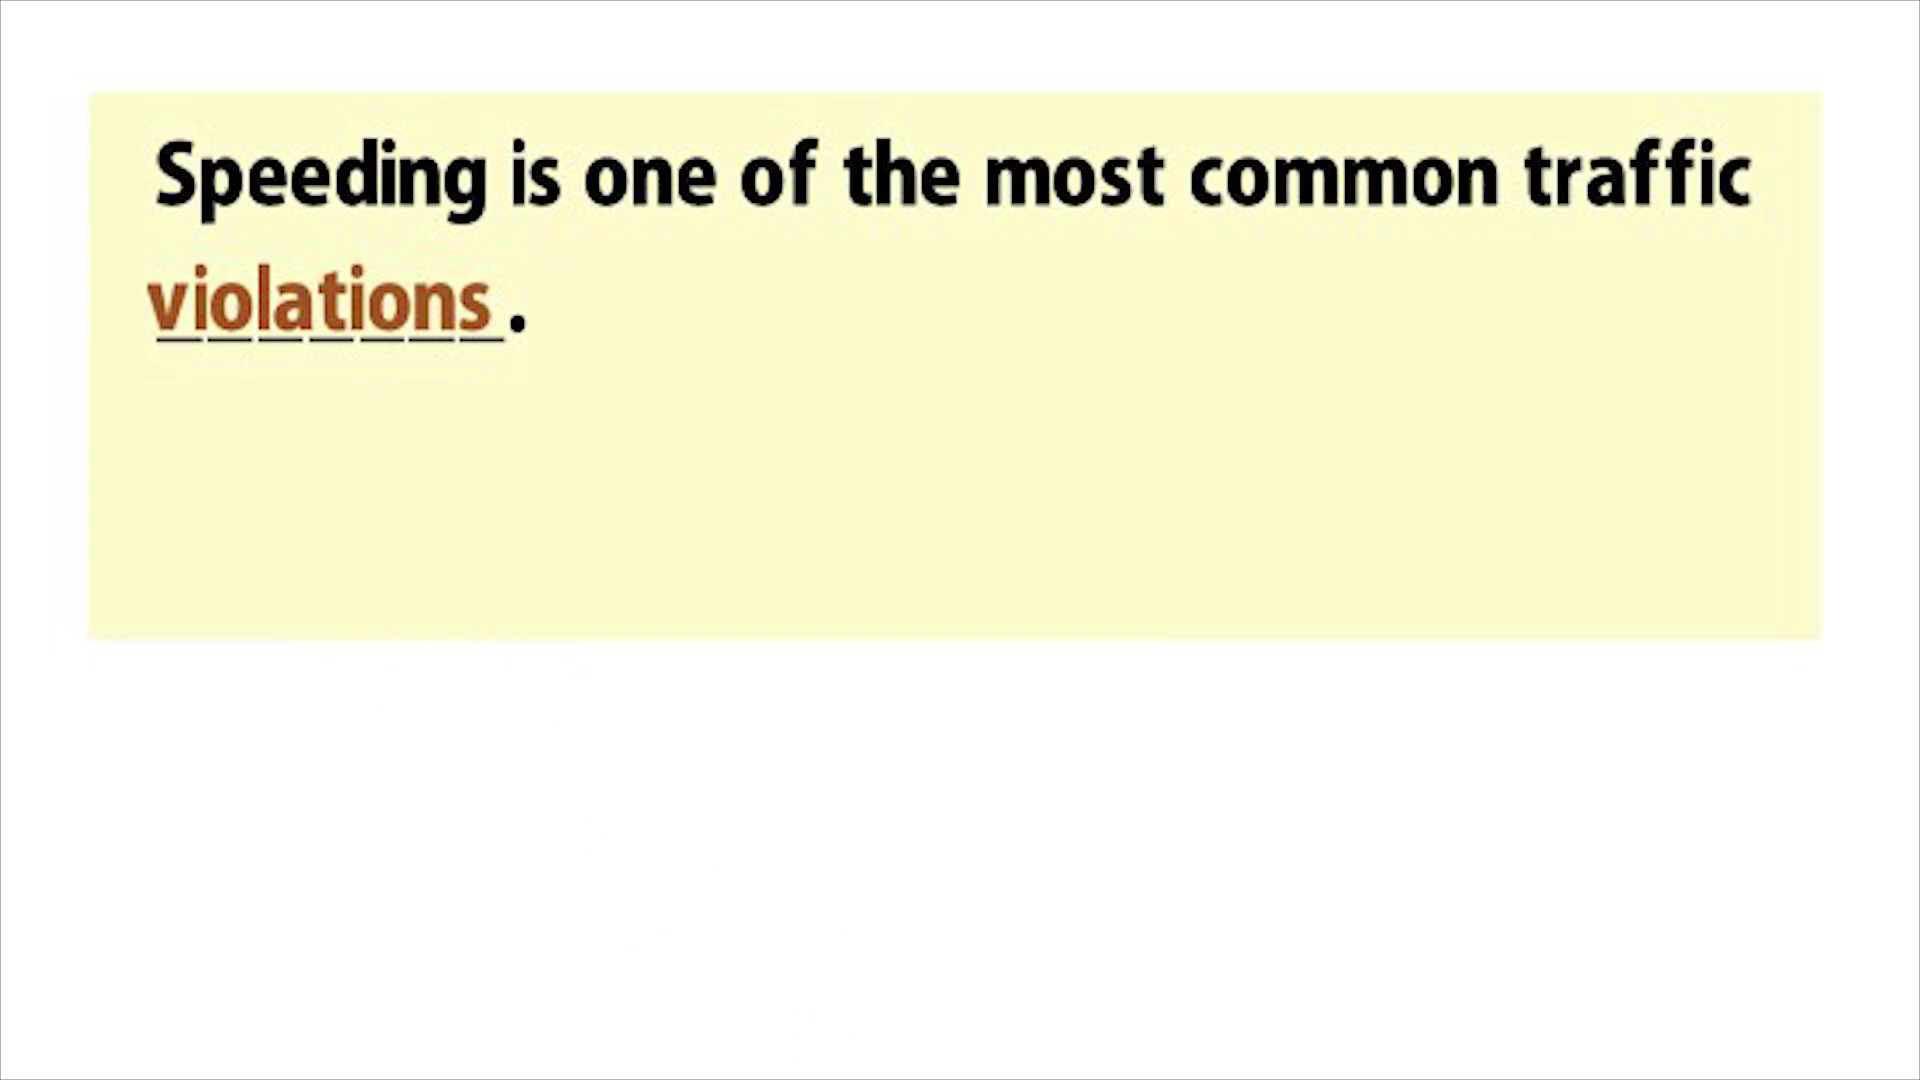 Speeding is one of the most common traffic
violations.